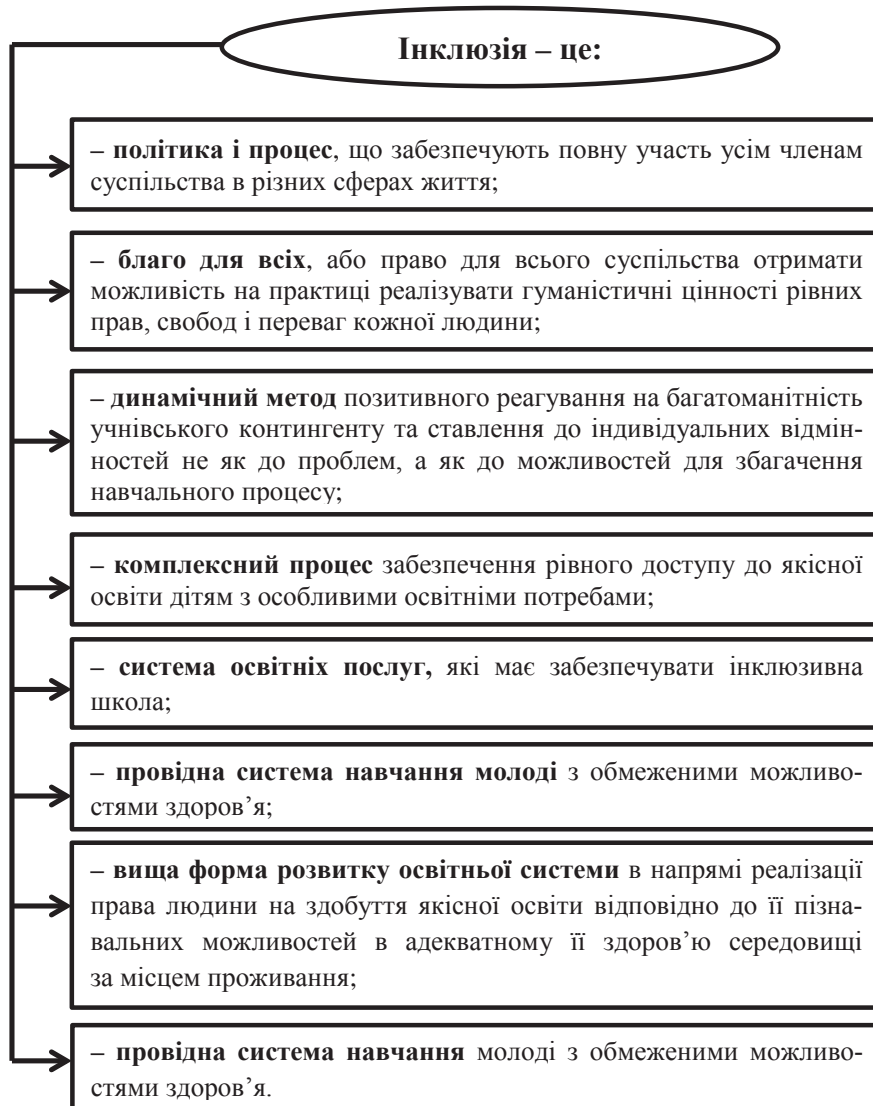 Інклюзія – це:
– політика і процес, що забезпечують повну участь усім членам
суспільства в різних сферах життя;
– благо для всіх, або право для всього суспільства отримати
можливість на практиці реалізувати гуманістичні цінності рівних
прав, свобод і переваг кожної людини;
– динамічний метод позитивного реагування на багатоманітність
учнівського контингенту та ставлення до індивідуальних відмін-
ностей не як до проблем, а як до можливостей для збагачення
навчального процесу;
– комплексний процес забезпечення рівного доступу до якісної
освіти дітям з особливими освітніми потребами;
– система освітніх послуг, які має забезпечувати інклюзивна
школа;
– провідна система навчання молоді з обмеженими можливо-
стями здоров’я;
– вища форма розвитку освітньої системи в напрямі реалізації
права людини на здобуття якісної освіти відповідно до її пізна-
вальних можливостей в адекватному її здоров’ю середовищі
за місцем проживання;
– провідна система навчання молоді з обмеженими можливо-
стями здоров’я.